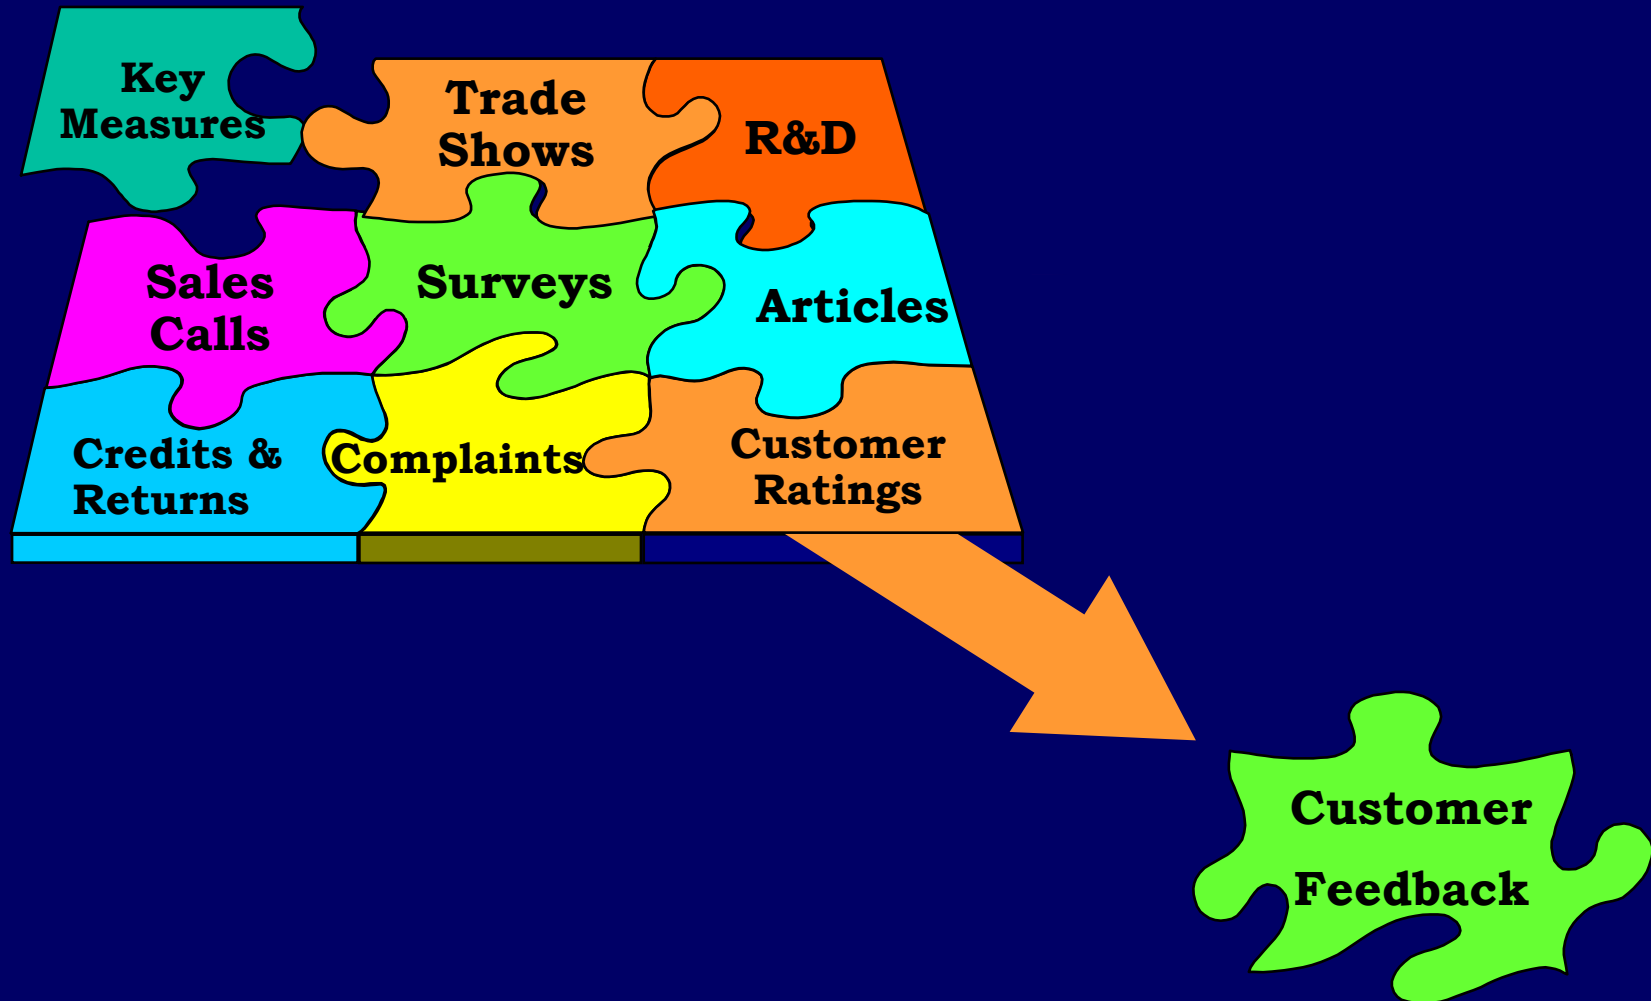 Key
Measures
Trade
Shows
R&D
Sales
Calls
Surveys
Articles
Credits &
Returns
Complaints
Customer
Ratings
Customer
Feedback